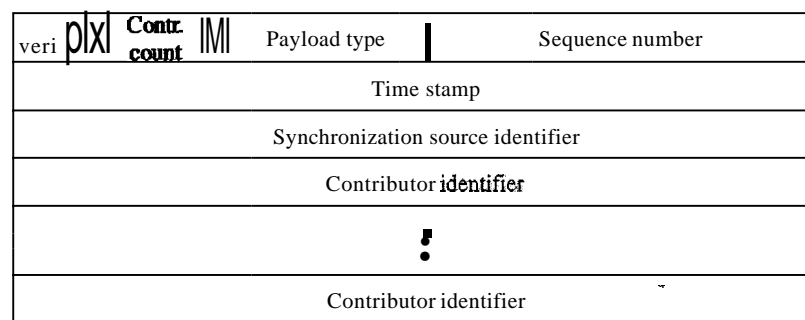 veri p|x| Contr. count |M| Payload type Sequence number
Time stamp
Synchronization source identifier
Contributor identifier
Contributor identifier